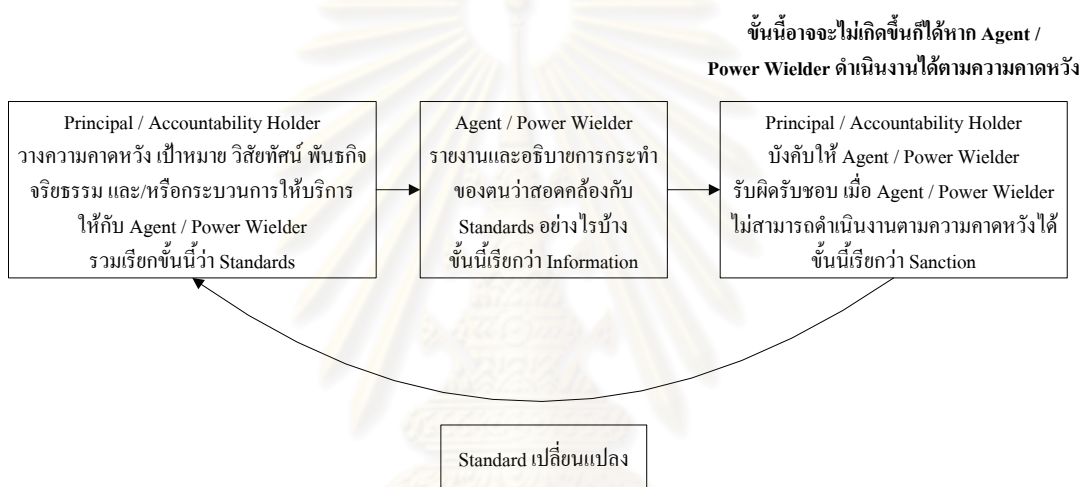 ขั้นนี้อาจจะไม่เกิดขึ้นก็ได้หาก Agent /
Power Wielder ดำเนินงานได้ตามความคาดหวัง
Principal / Accountability Holder
วางความคาดหวัง เป้าหมาย วิสัยทัศน์ พันธกิจ
จริยธรรม และ/หรือกระบวนการให้บริการ
ให้กับ Agent / Power Wielder
รวมเรียกขั้นนี้ว่า Standards
Agent / Power Wielder
รายงานและอธิบายการกระทำ
ของตนว่าสอดคล้องกับ
Standards อย่างไรบ้าง
ขั้นนี้เรียกว่า Information
Principal / Accountability Holder
บังคับให้ Agent / Power Wielder
รับผิดรับชอบ เมื่อ Agent / Power Wielder
ไม่สามารถดำเนินงานตามความคาดหวังได้
ขั้นนี้เรียกว่า Sanction
Standard เปลี่ยนแปลง